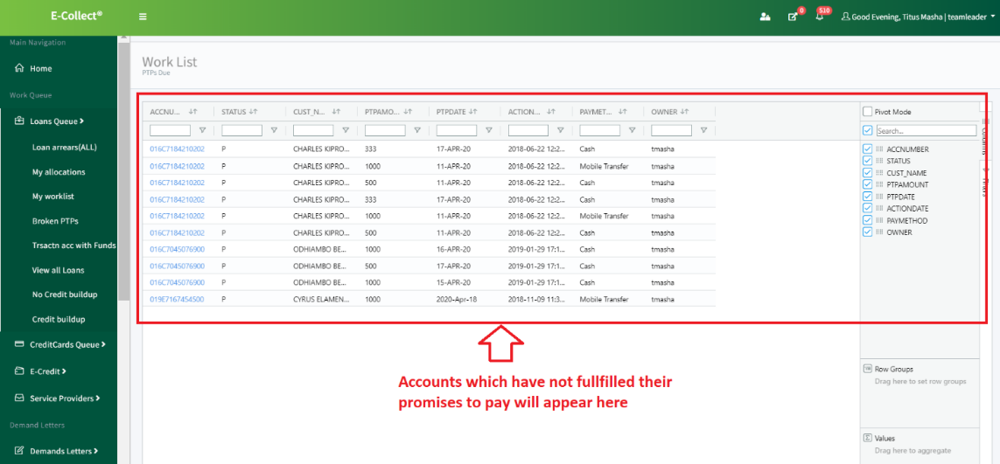 E-Collect®
0
510
Good Evening, Titus Masha | teamleader
Main Navigation
Home
Work Queue
Loans Queue
Loan arrears(ALL)
My allocations
My worklist
Broken PTPs
Trsactn acc with Funds
View all Loans
No Credit buildup
Credit buildup
CreditCards Queue
E-Credit
Service Providers
Demand Letters
Demands Letters
Work List
PTPs Due
ACCNU... STATUS CUST_N... PTPAMO... PTPDATE ACTION... PAYMET... OWNER
016C7184210202 P CHARLES KIPRO... 333 17-APR-20 2018-06-22 12:2... Cash tmasha
016C7184210202 P CHARLES KIPRO... 1000 11-APR-20 2018-06-22 12:2... Mobile Transfer tmasha
016C7184210202 P CHARLES KIPRO... 500 11-APR-20 2018-06-22 12:2... Cash tmasha
016C7184210202 P CHARLES KIPRO... 333 17-APR-20 2018-06-22 12:2... Cash tmasha
016C7184210202 P CHARLES KIPRO... 1000 11-APR-20 2018-06-22 12:2... Mobile Transfer tmasha
016C7184210202 P CHARLES KIPRO... 500 11-APR-20 2018-06-22 12:2... Cash tmasha
016C7045076900 P ODHIAMBO BE... 1000 16-APR-20 2019-01-29 17:1... Cash tmasha
016C7045076900 P ODHIAMBO BE... 500 17-APR-20 2019-01-29 17:1... Cash tmasha
016C7045076900 P ODHIAMBO BE... 1000 15-APR-20 2019-01-29 17:1... Cash tmasha
019E7167454500 P CYRUS ELAMEN... 1000 2020-Apr-18 2018-11-09 11:3... Mobile Transfer tmasha
Pivot Mode
Search...
ACCNUMBER
STATUS
CUST_NAME
PTPAMOUNT
PTPDATE
ACTIONDATE
PAYMETHOD
OWNER
Row Groups
Drag here to set row groups
Values
Drag here to aggregate
Columns
Filters
Accounts which have not fullfilled their
promises to pay will appear here